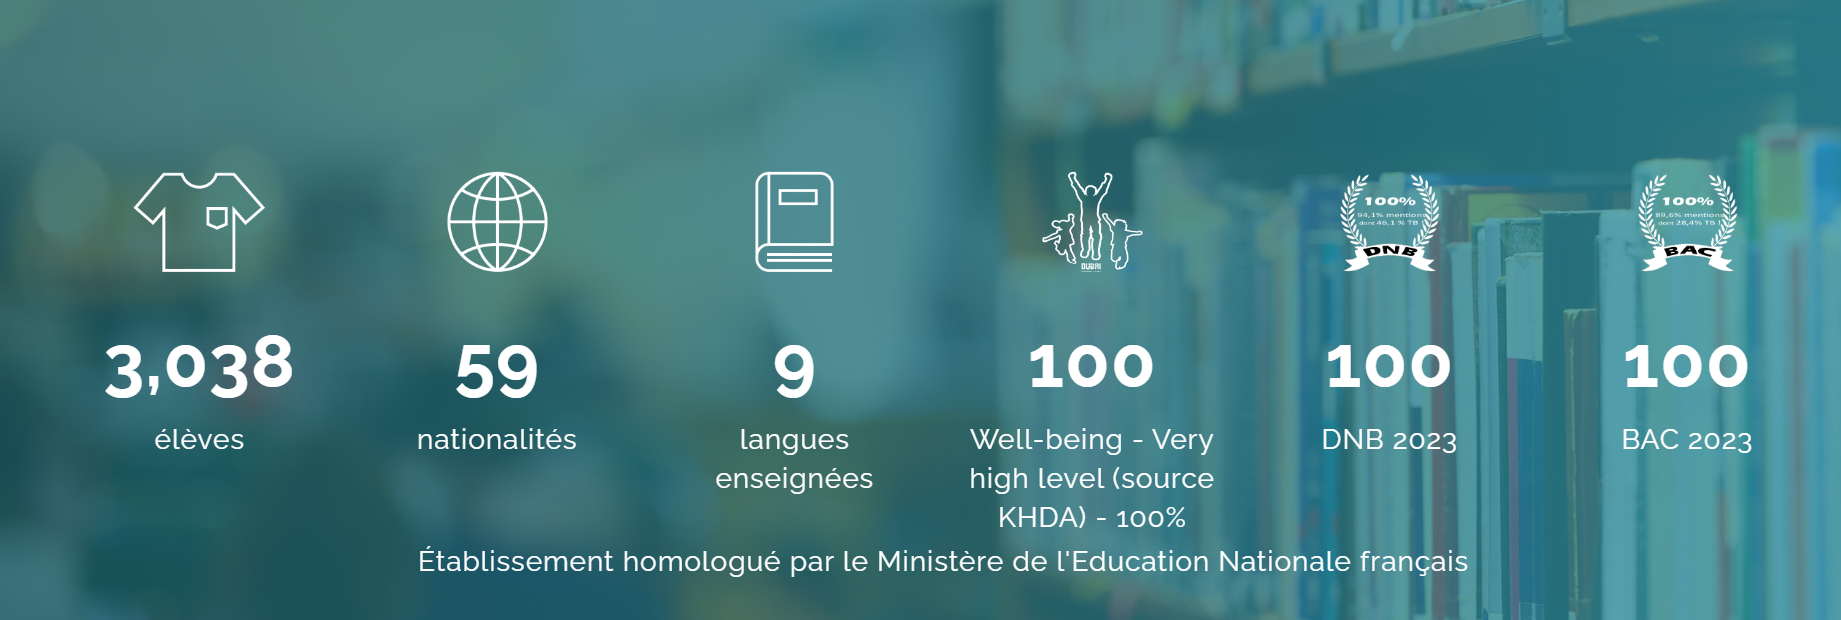 100%
94,1% mentions
dont 46,1 % TB
DNB
100%
89,6% mentions
dont 28,4% TB !
BAC
DUBAI
3,038
59
9
100
100
100
élèves
nationalités
langues
enseignées
Well-being - Very
high level (source
KHDA) - 100%
DNB 2023
BAC 2023
Établissement homologué par le Ministère de l'Education Nationale français